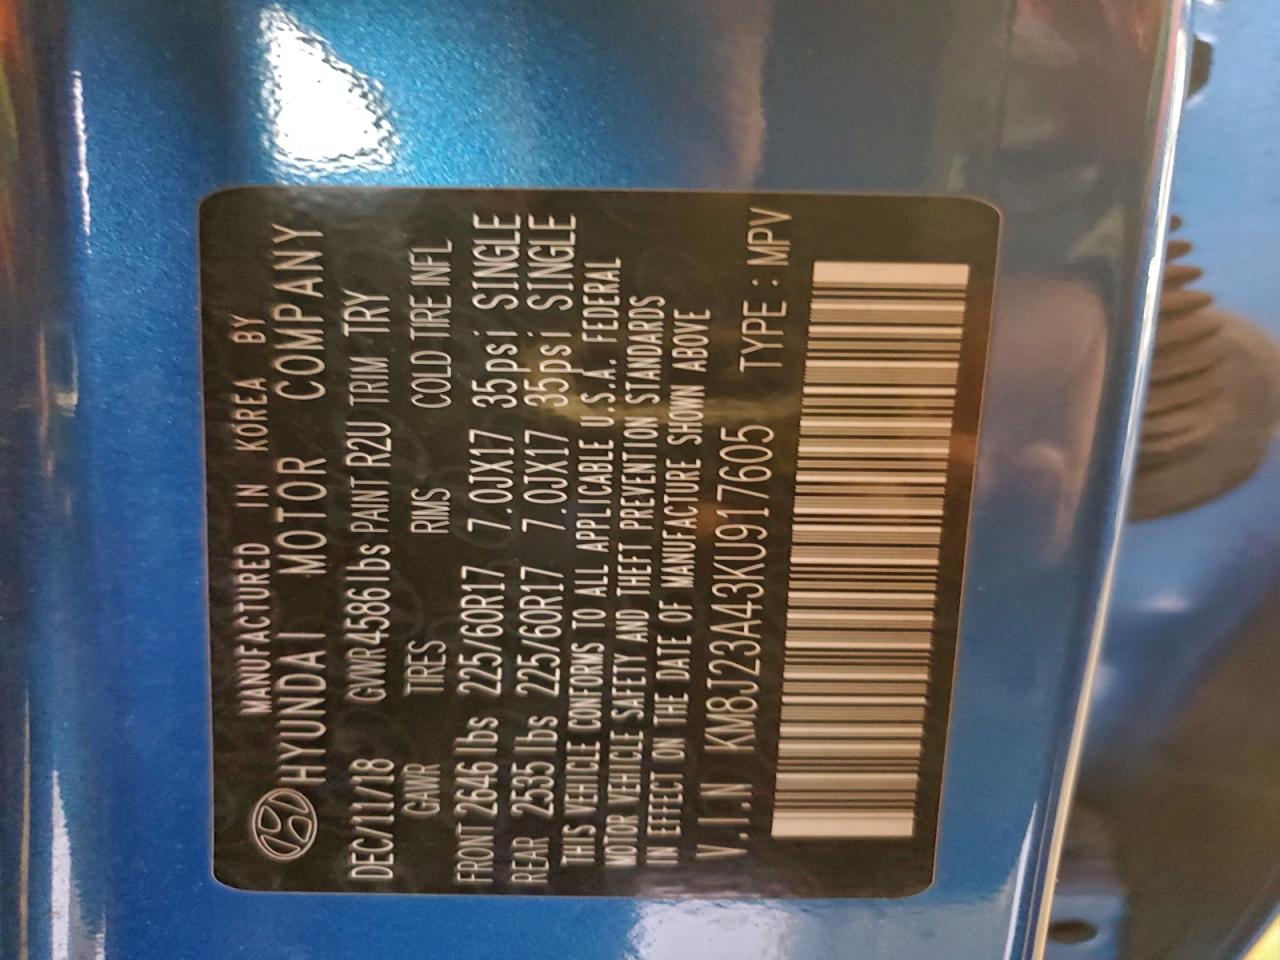 MANUFACTURED IN KOREA BY
HYUNDAI MOTOR COMPANY
DEC/11/18 GVWR 4586 lbs PAINT R2U TRIM TRY
GAWR TIRES RIMS COLD TIRE INFL
FRONT 2646 lbs 225/60R17 7.0JX17 35psi SINGLE
REAR 2535 lbs 225/60R17 7.0JX17 35psi SINGLE
THIS VEHICLE CONFORMS TO ALL APPLICABLE U.S.A. FEDERAL
MOTOR VEHICLE SAFETY AND THEFT PREVENTION STANDARDS
IN EFFECT ON THE DATE OF MANUFACTURE SHOWN ABOVE
V.I.N KM8J23A43KU917605 TYPE : MPV